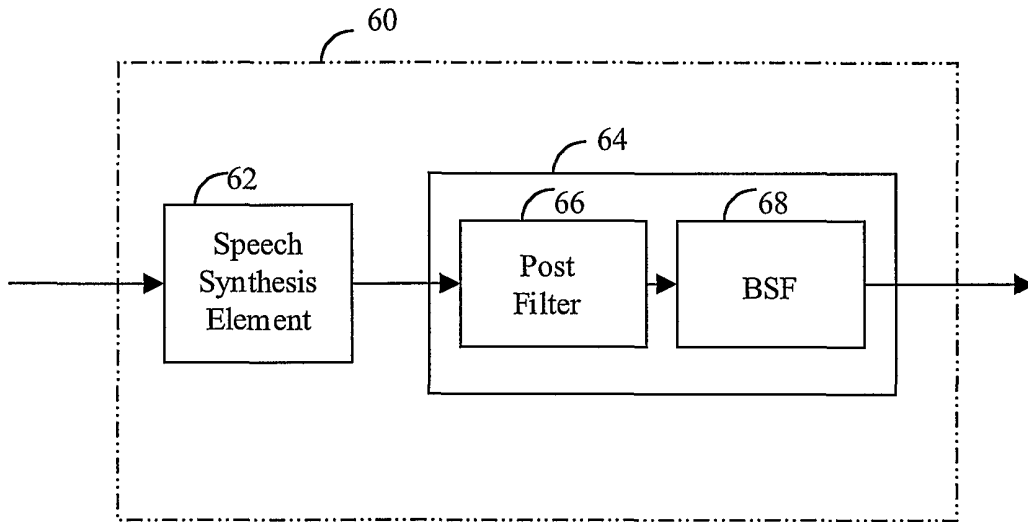 60
64
62
66
68
Speech
Synthesis
Element
Post
Filter
BSF